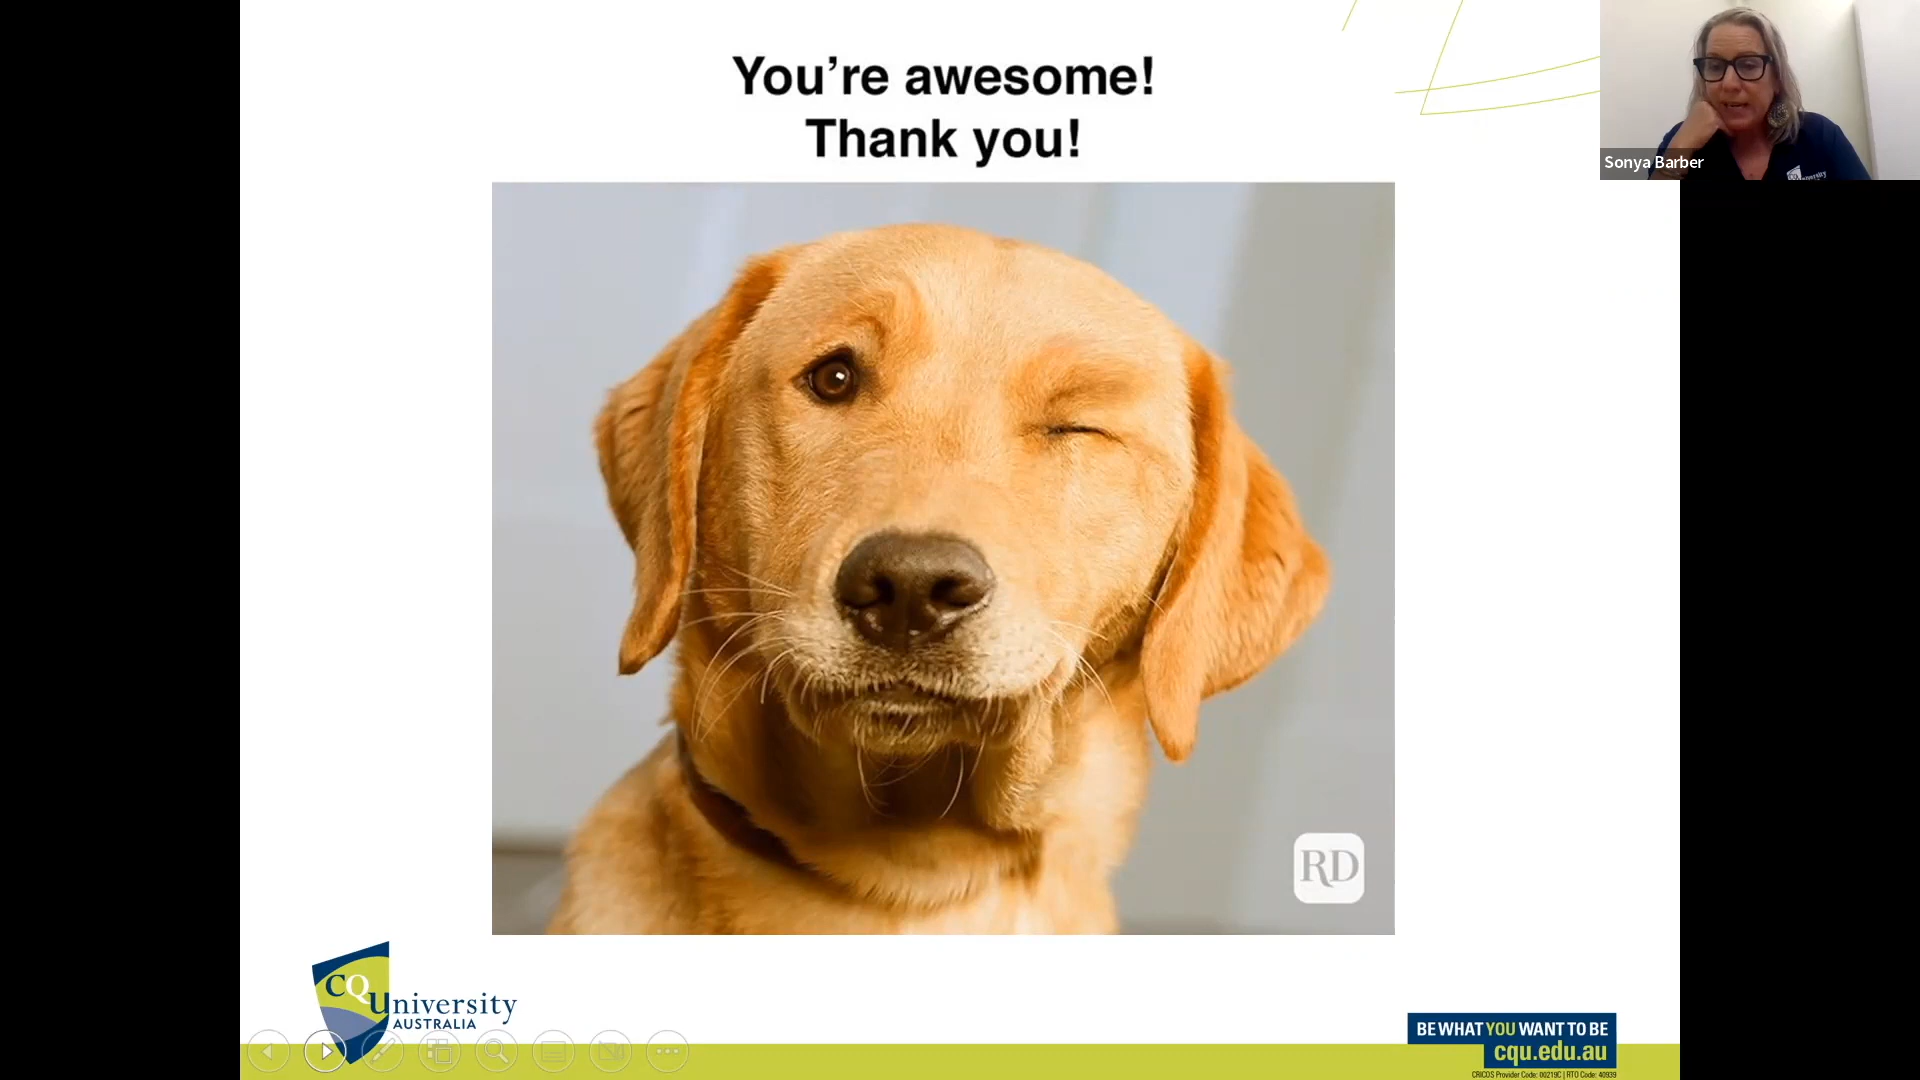 You're awesome!
Thank you!
Sonya Barber
RD
CQUniversity
AUSTRALIA
BE WHAT YOU WANT TO BE
cqu.edu.au
CRICOS Provider Code: 00219C | RTO Code: 40939